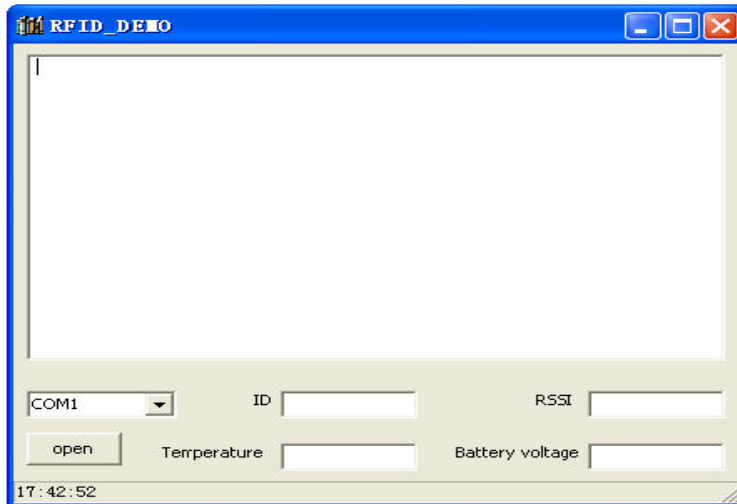 RFID_DEMO
COM1
ID
RSSI
open
Temperature
Battery voltage
17:42:52